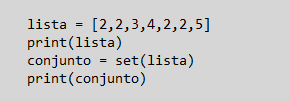 lista = [2,2,3,4,2,2,5]
print(lista)
conjunto = set(lista)
print(conjunto)